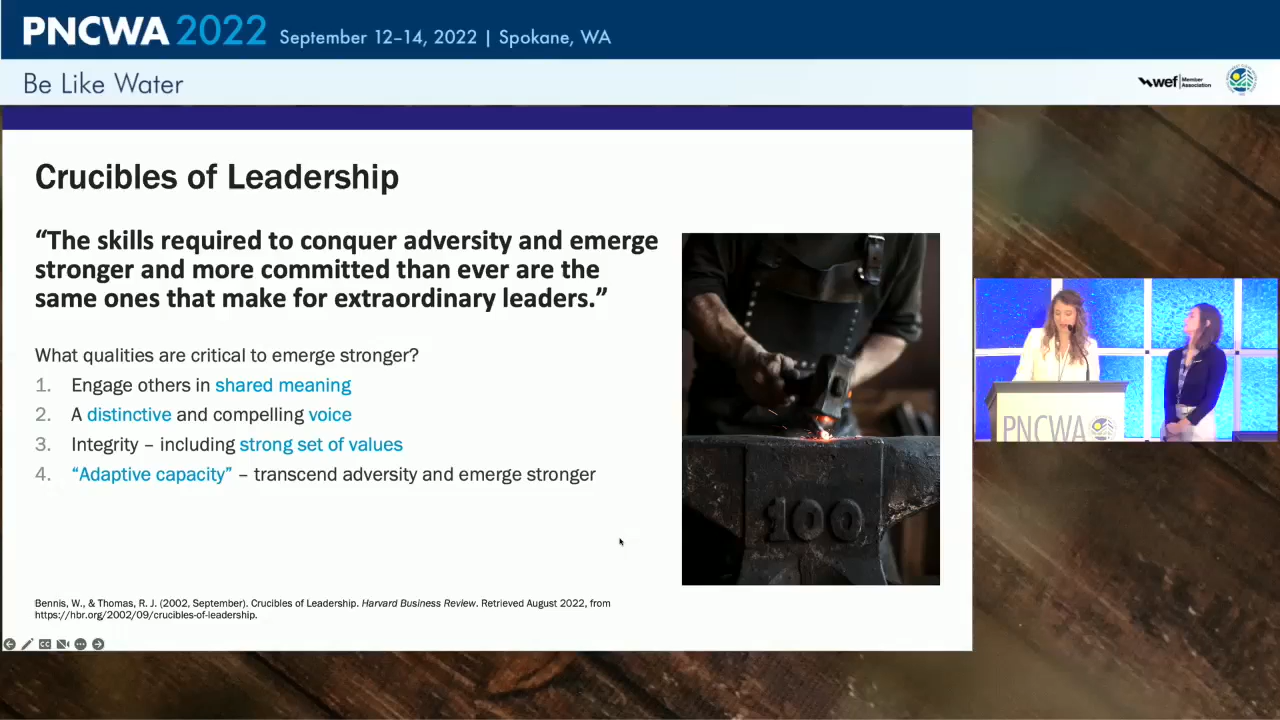 PNCWA 2022 September 12–14, 2022 | Spokane, WA
Be Like Water
wef Member Association
Crucibles of Leadership
“The skills required to conquer adversity and emerge
stronger and more committed than ever are the
same ones that make for extraordinary leaders.”
What qualities are critical to emerge stronger?
1. Engage others in shared meaning
2. A distinctive and compelling voice
3. Integrity – including strong set of values
4. “Adaptive capacity” – transcend adversity and emerge stronger
100
PNCWA
Bennis, W., & Thomas, R. J. (2002, September). Crucibles of Leadership. Harvard Business Review. Retrieved August 2022, from
https://hbr.org/2002/09/crucibles-of-leadership.
CC